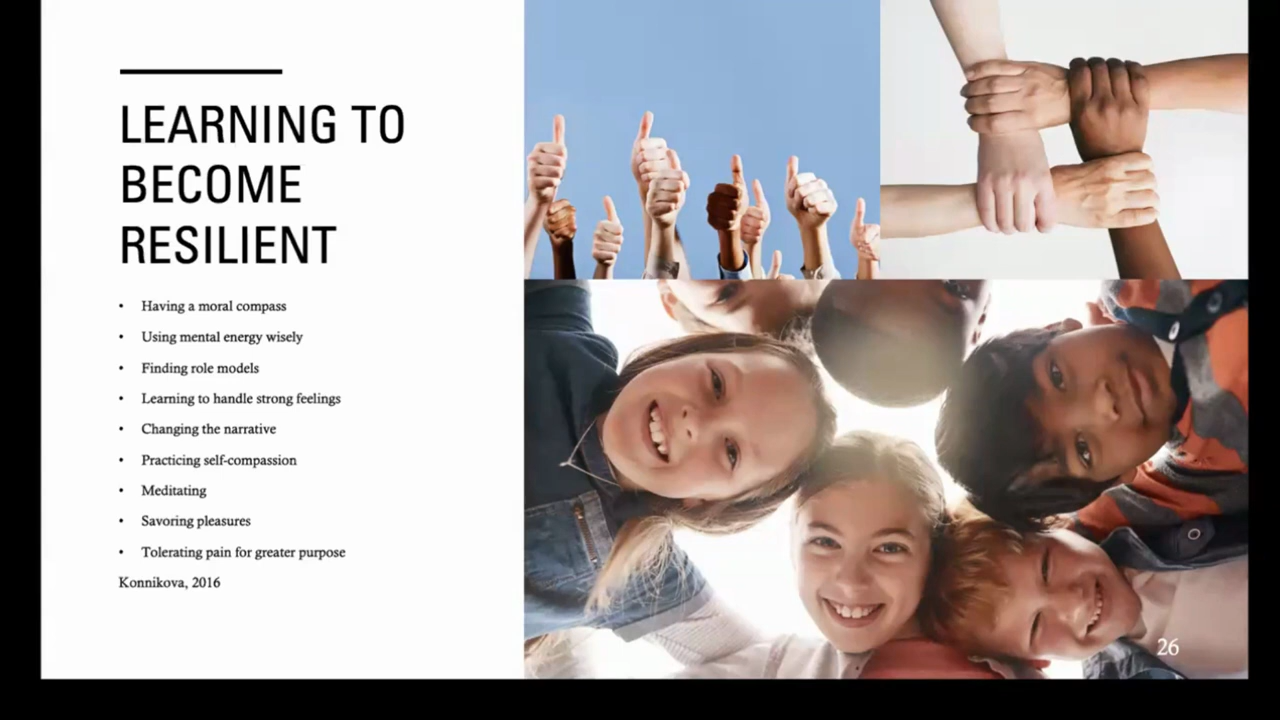 LEARNING TO
BECOME
RESILIENT
• Having a moral compass
• Using mental energy wisely
• Finding role models
• Learning to handle strong feelings
• Changing the narrative
• Practicing self-compassion
• Meditating
• Savoring pleasures
• Tolerating pain for greater purpose
Konnikova, 2016
26